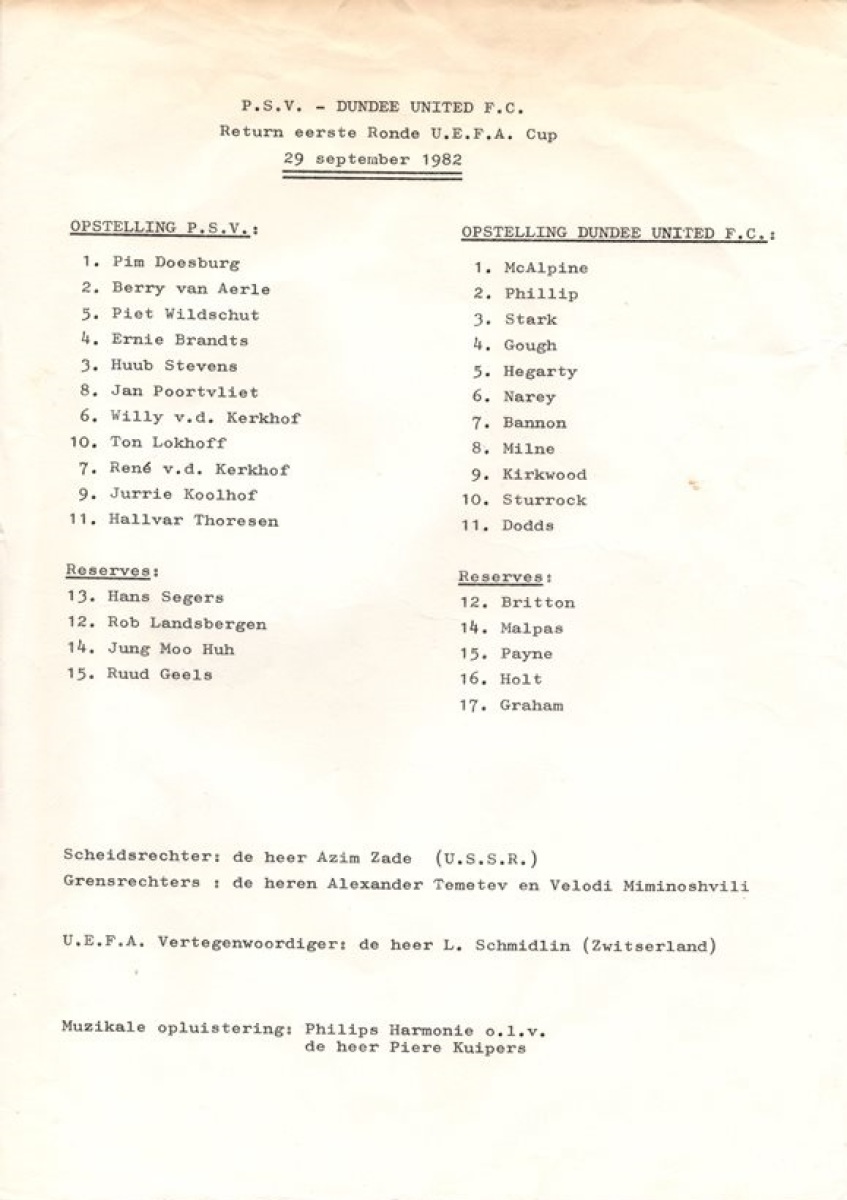 P.S.V. - DUNDEE UNITED F.C.
Return eerste Ronde U.E.F.A. Cup
29 september 1982
OPSTELLING P.S.V.:
1. Pim Doesburg
2. Berry van Aerle
5. Piet Wildschut
4. Ernie Brandts
3. Huub Stevens
8. Jan Poortvliet
6. Willy v.d. Kerkhof
10. Ton Lokhoff
7. René v.d. Kerkhof
9. Jurrie Koolhof
11. Hallvar Thoresen
Reserves:
13. Hans Segers
12. Rob Landsbergen
14. Jung Moo Huh
15. Ruud Geels
OPSTELLING DUNDEE UNITED F.C.:
1. McAlpine
2. Phillip
3. Stark
4. Gough
5. Hegarty
6. Narey
7. Bannon
8. Milne
9. Kirkwood
10. Sturrock
11. Dodds
Reserves:
12. Britton
14. Malpas
15. Payne
16. Holt
17. Graham
Scheidsrechter: de heer Azim Zade (U.S.S.R.)
Grensrechters : de heren Alexander Temetev en Velodi Miminoshvili
U.E.F.A. Vertegenwoordiger: de heer L. Schmidlin (Zwitserland)
Muzikale opluistering: Philips Harmonie o.l.v.
de heer Piere Kuipers